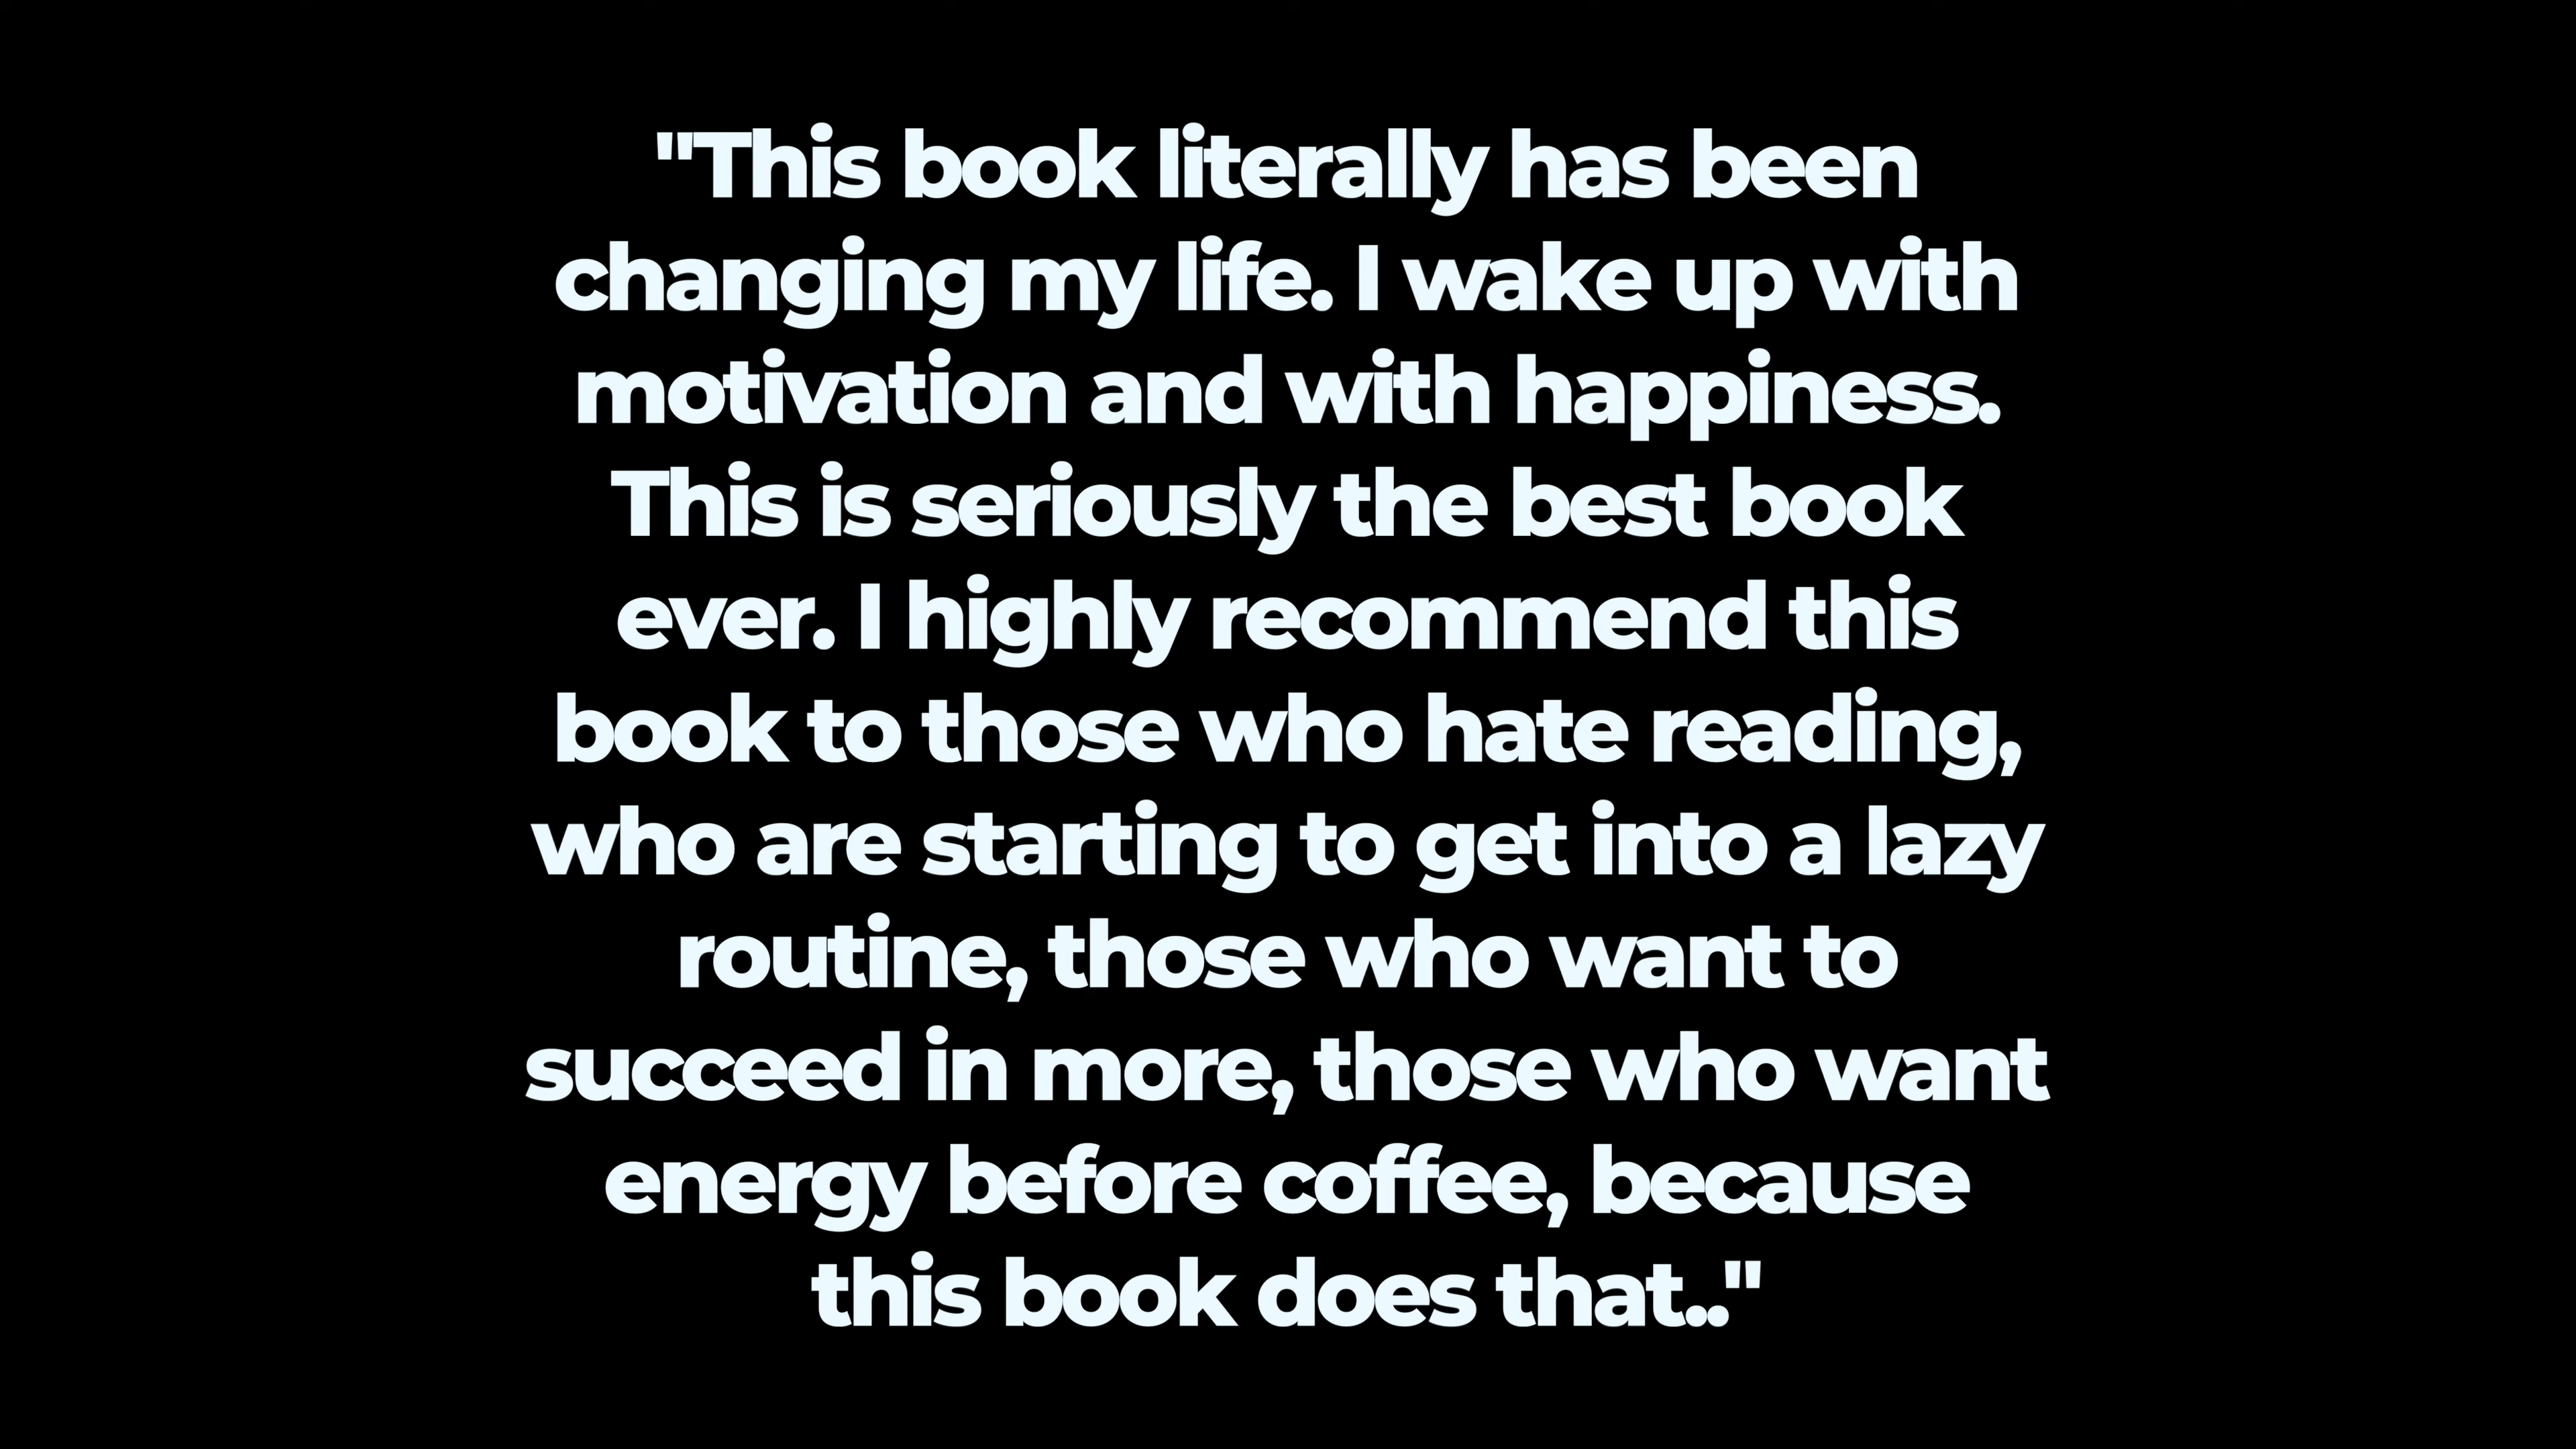 "This book literally has been
changing my life. I wake up with
motivation and with happiness.
This is seriously the best book
ever. I highly recommend this
book to those who hate reading,
who are starting to get into a lazy
routine, those who want to
succeed in more, those who want
energy before coffee, because
this book does that.."